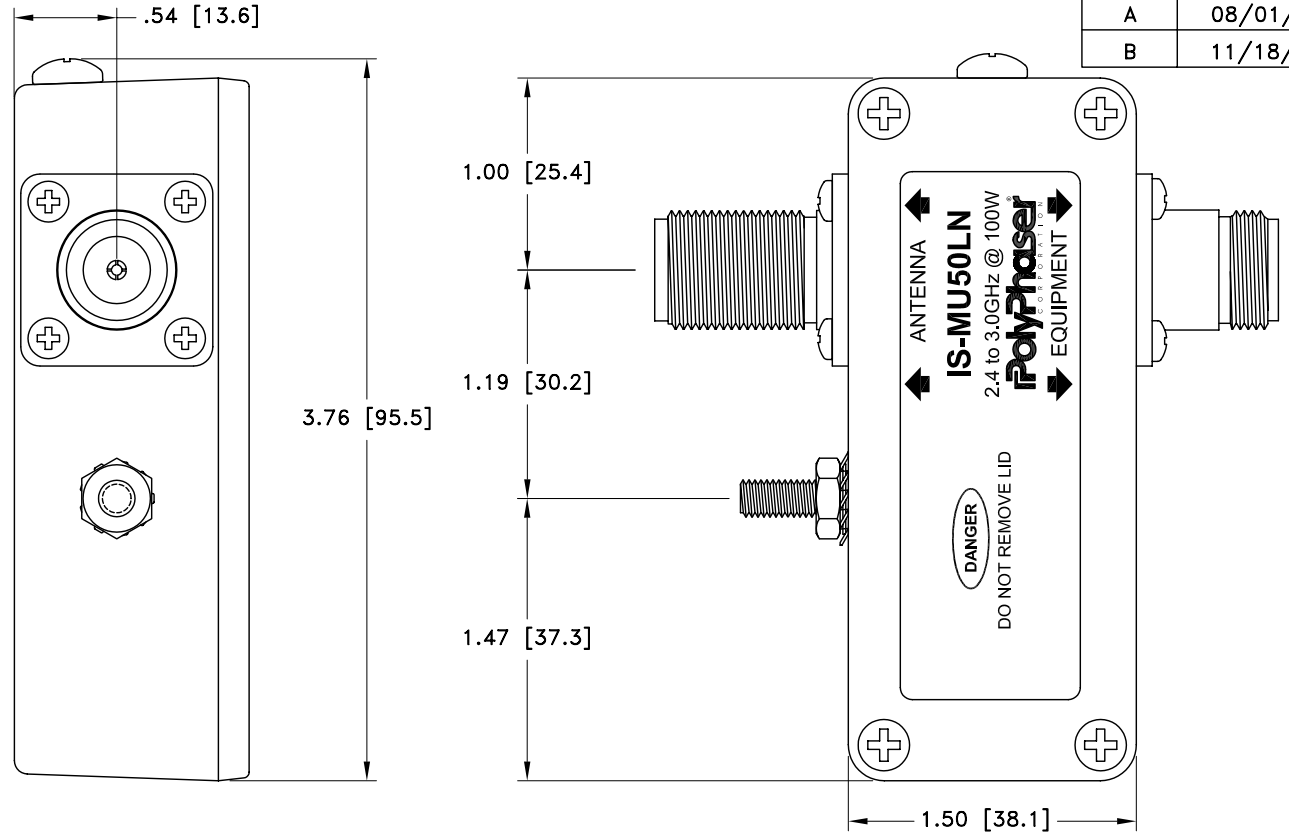 .54 [13.6]
A 08/01/
B 11/18/
1.00 [25.4]
1.19 [30.2]
3.76 [95.5]
1.47 [37.3]
1.50 [38.1]
ANTENNA
IS-MU50LN
2.4 to 3.0GHz @ 100W
PolyPhaser®
CORPORATION
EQUIPMENT
DANGER
DO NOT REMOVE LID